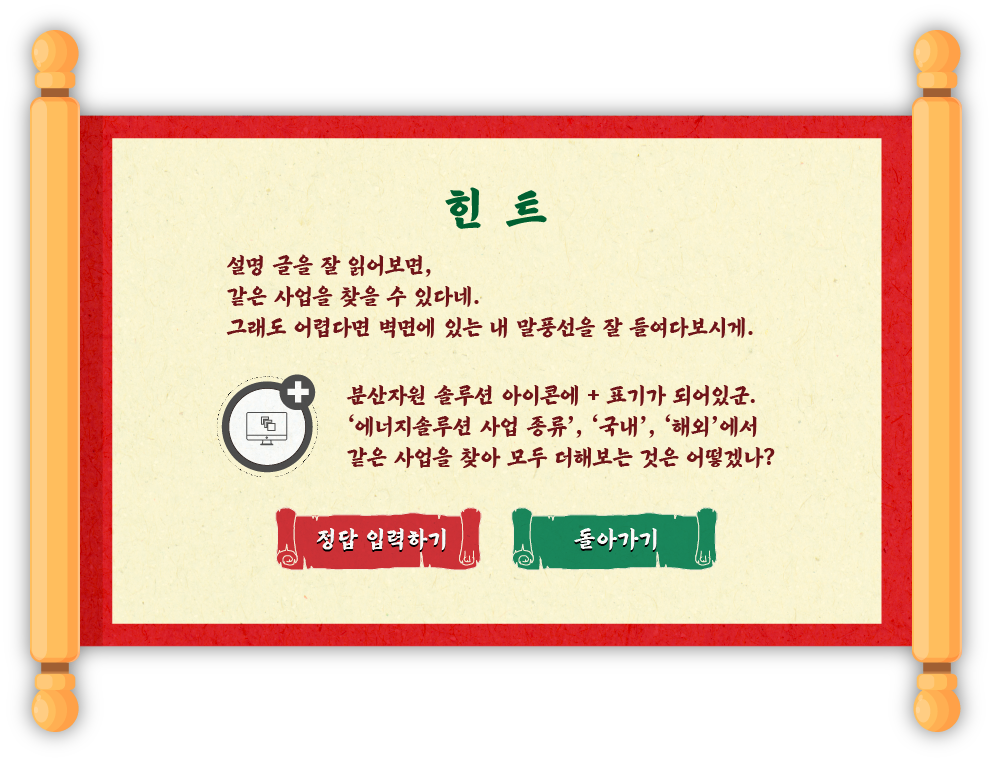 힌 트
설명 글을 잘 읽어보면,
같은 사업을 찾을 수 있다네.
그래도 어렵다면 벽면에 있는 내 말풍선을 잘 들여다보시게.
분산자원 솔루션 아이콘에 + 표기가 되어있군.
‘에너지솔루션 사업 종류’, ‘국내’, ‘해외’에서
같은 사업을 찾아 모두 더해보는 것은 어떻겠나?
정답 입력하기
돌아가기